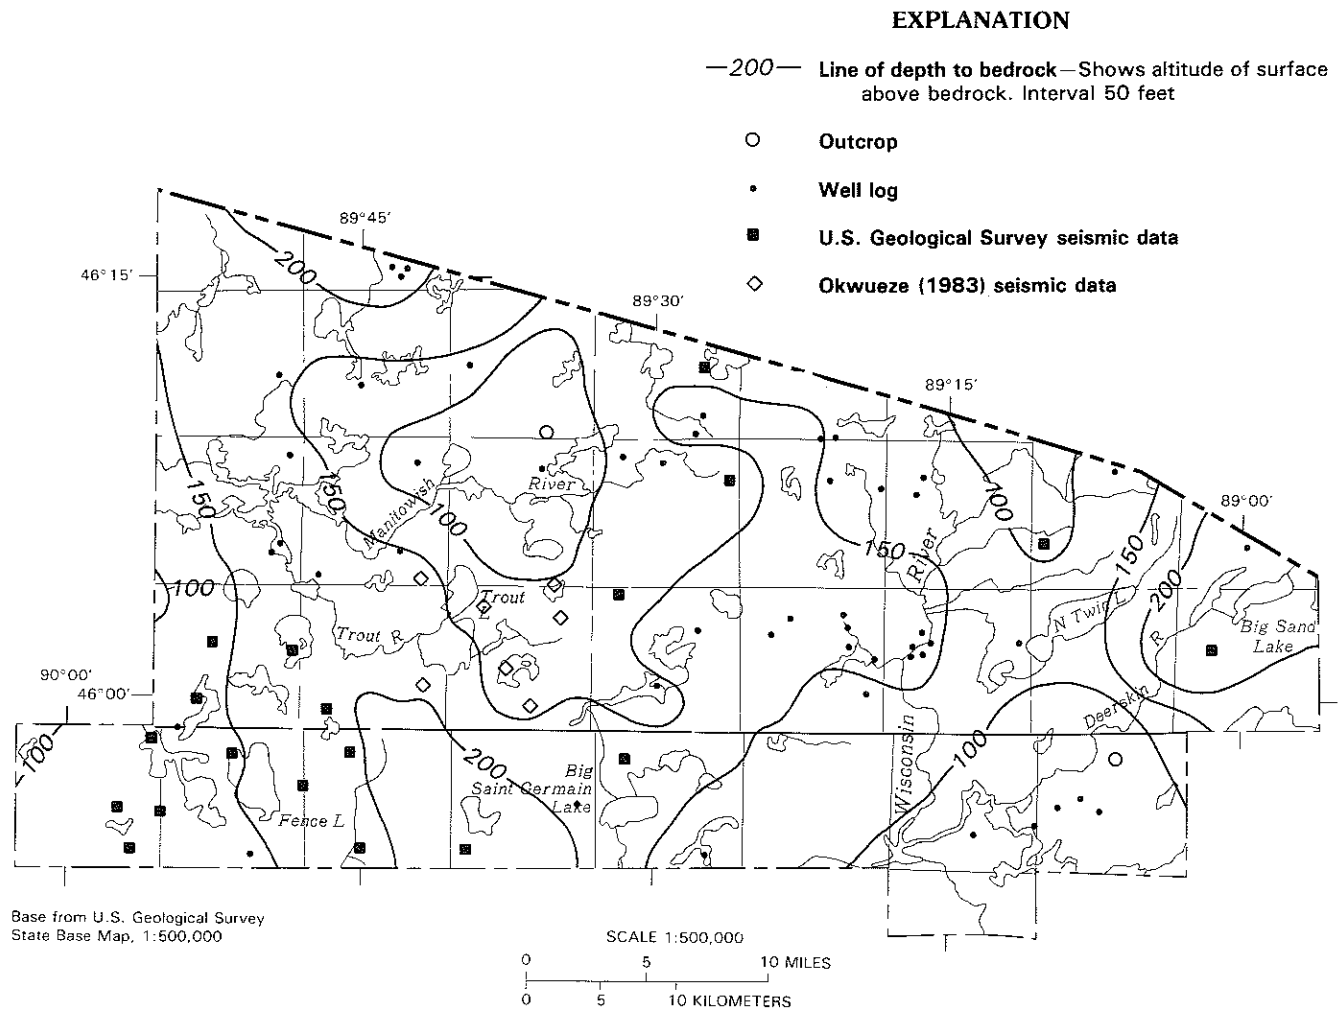 EXPLANATION
—200— Line of depth to bedrock—Shows altitude of surface
above bedrock. Interval 50 feet
Outcrop
Well log
U.S. Geological Survey seismic data
Okwueze (1983) seismic data
89°45′
200
46°15′
89°30′
89°15′
150
150
Manitowish
River
100
100
89°00′
150
River
150
200
100
Trout
L
N Twin L
Trout R
R
Big Sand
Lake
90°00′
46°00′
Deerskin
100
200
Big
Saint Germain
Lake
Wisconsin
100
Fence L
Base from U.S. Geological Survey
State Base Map, 1:500,000
SCALE 1:500,000
0 5 10 MILES
0 5 10 KILOMETERS